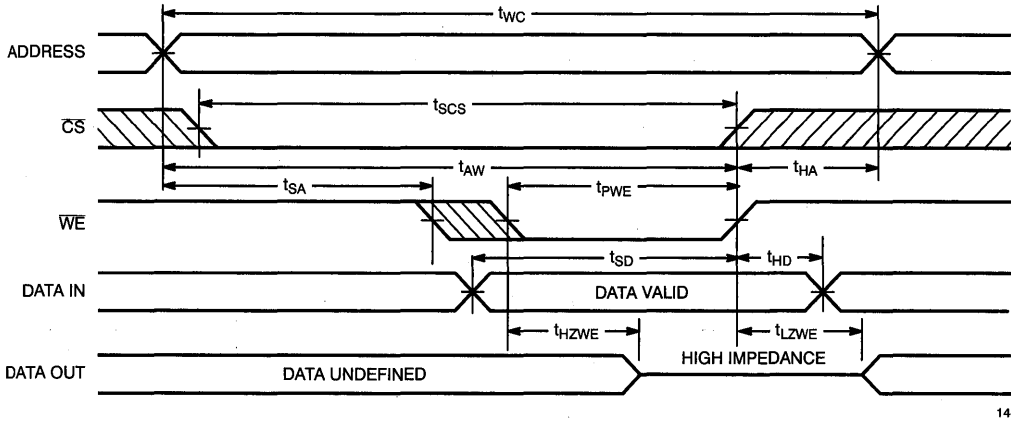 tWC
ADDRESS
tSCS
CS
tAW
tHA
tSA
tPWE
WE
tSD
tHD
DATA IN
DATA VALID
tHZWE
tLZWE
HIGH IMPEDANCE
DATA OUT
DATA UNDEFINED
14